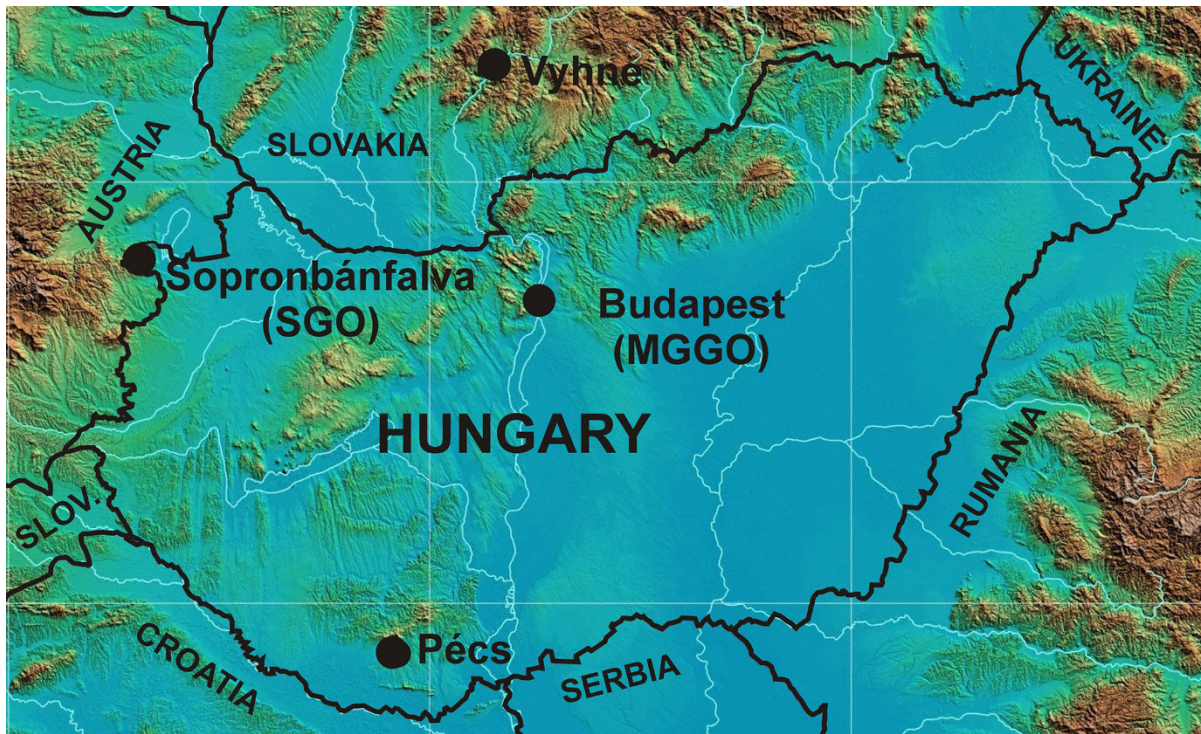 Vyhne
UKRAINE
SLOVAKIA
AUSTRIA
Sopronbánfalva
(SGO)
Budapest
(MGGO)
HUNGARY
RUMANIA
SLOV.
CROATIA
Pécs
SERBIA